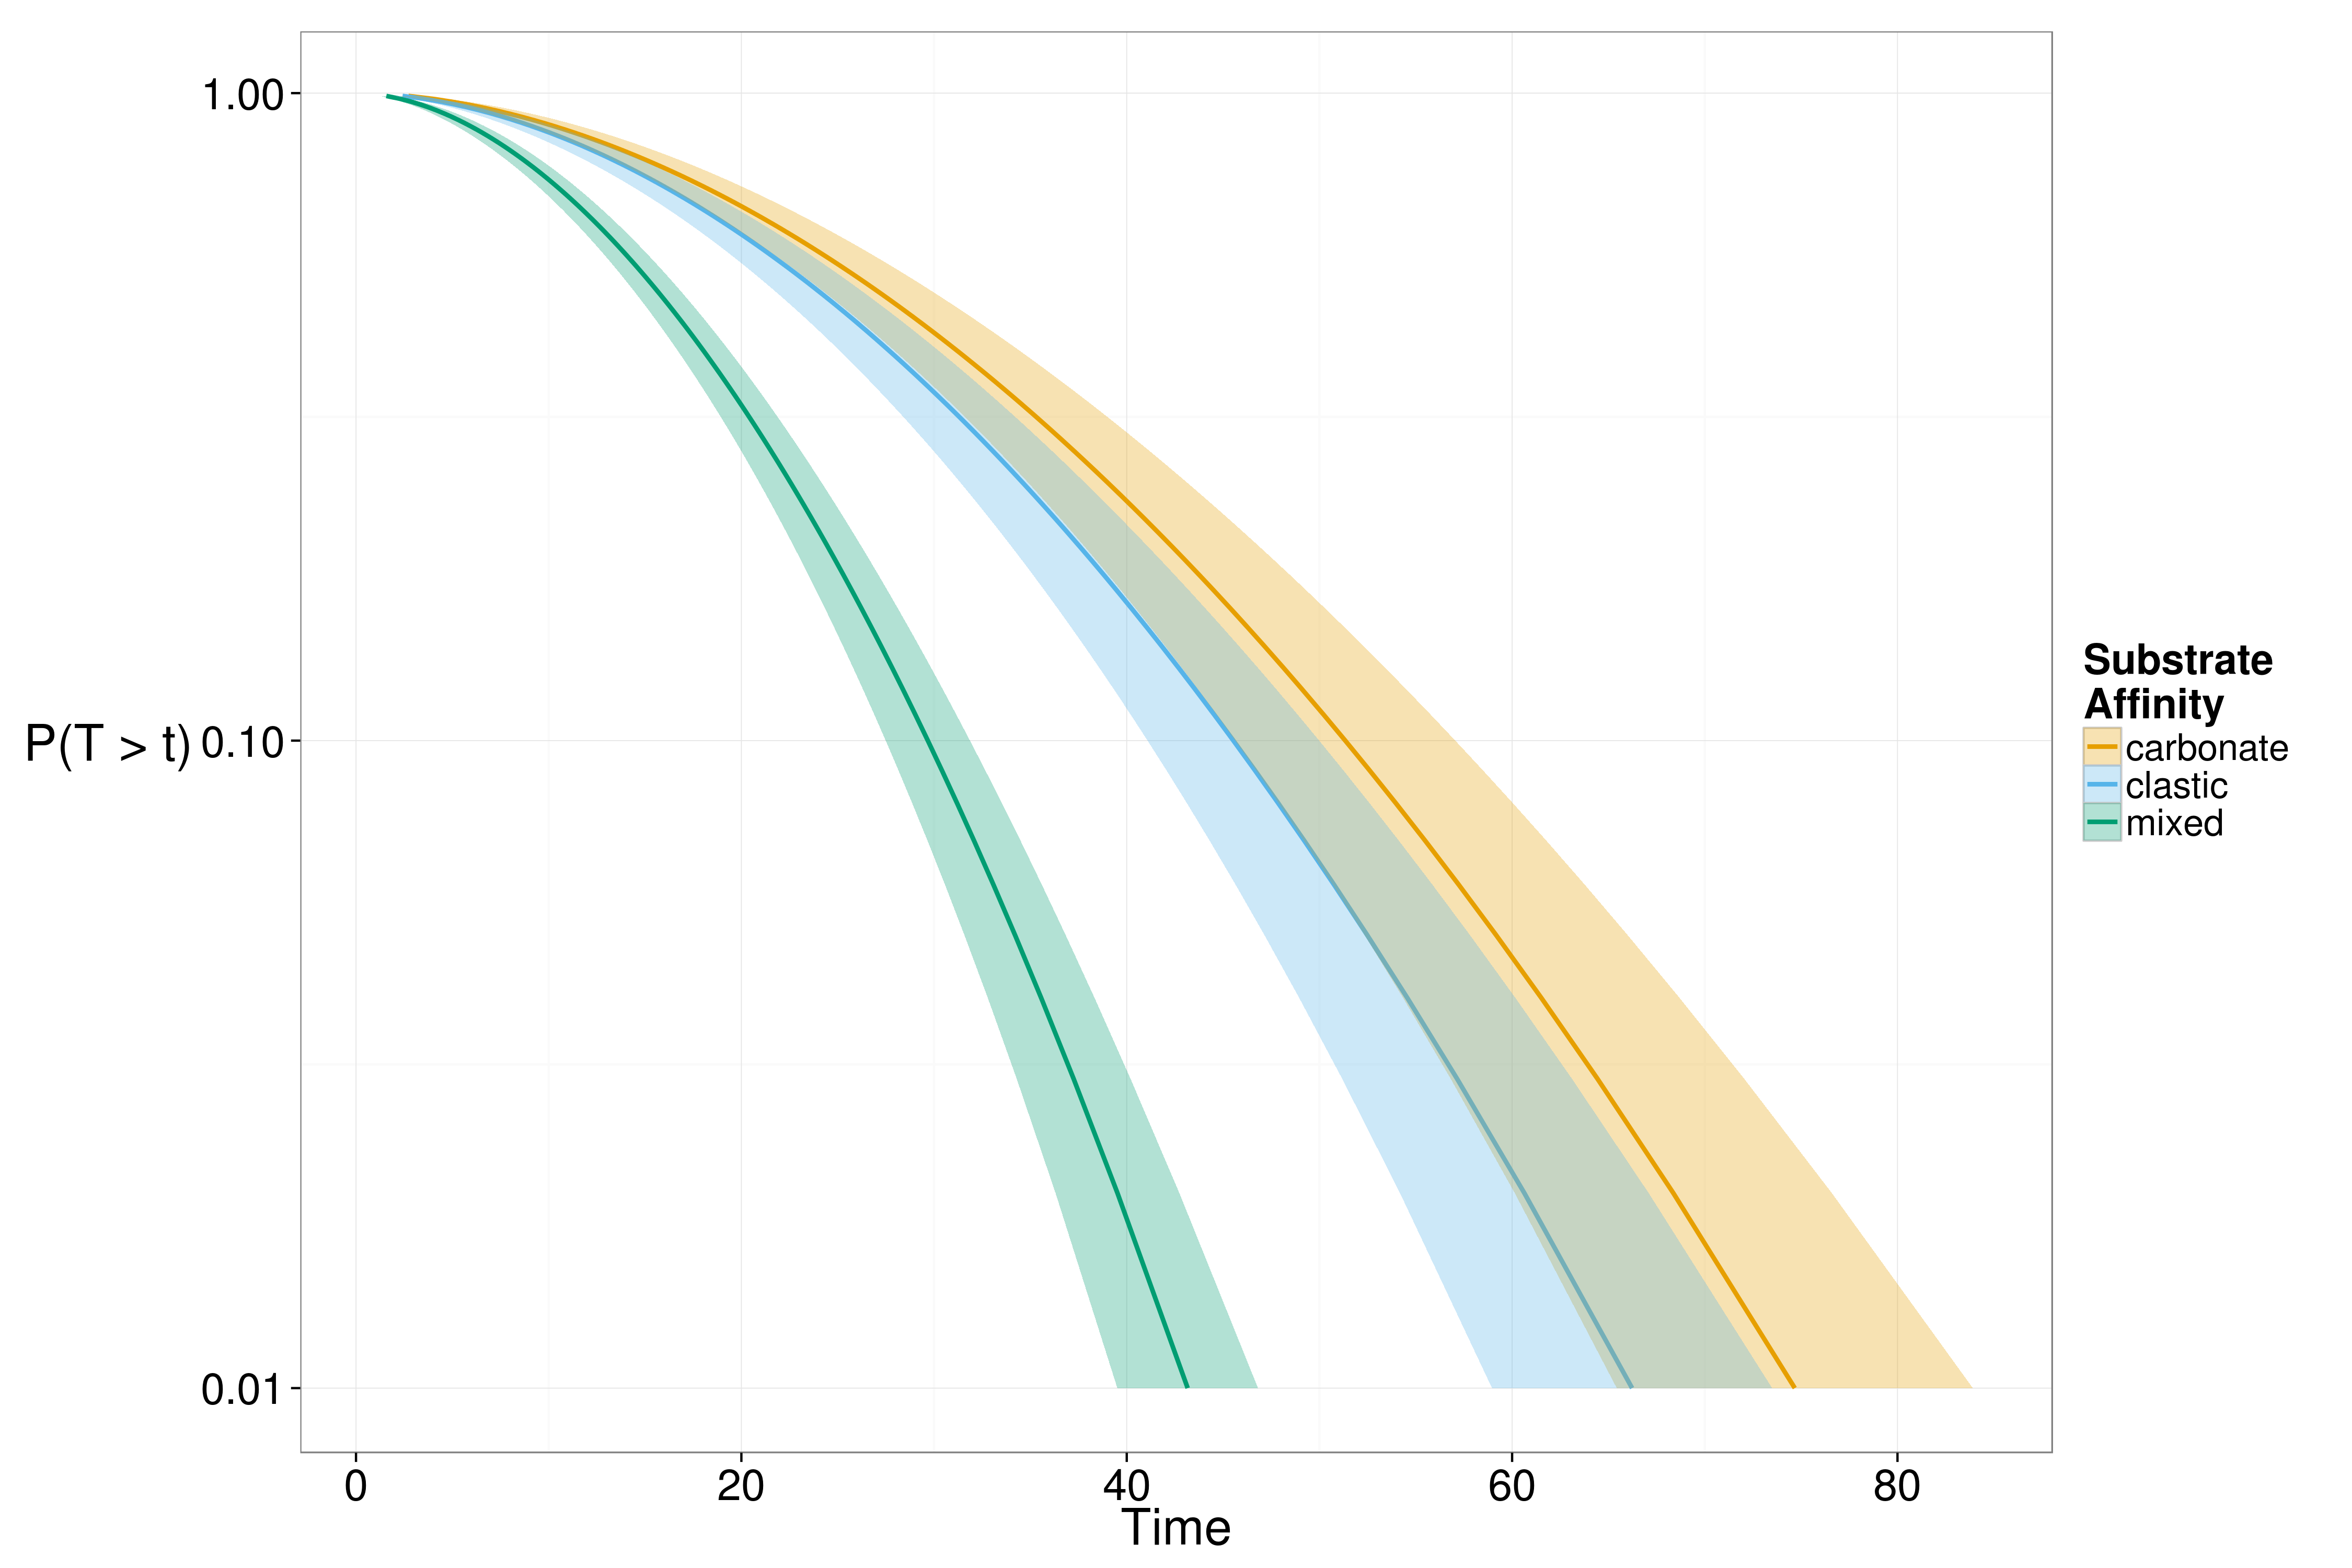 1.00
P(T > t) 0.10
0.01
0 20 40 60 80
Time
Substrate
Affinity
carbonate
clastic
mixed